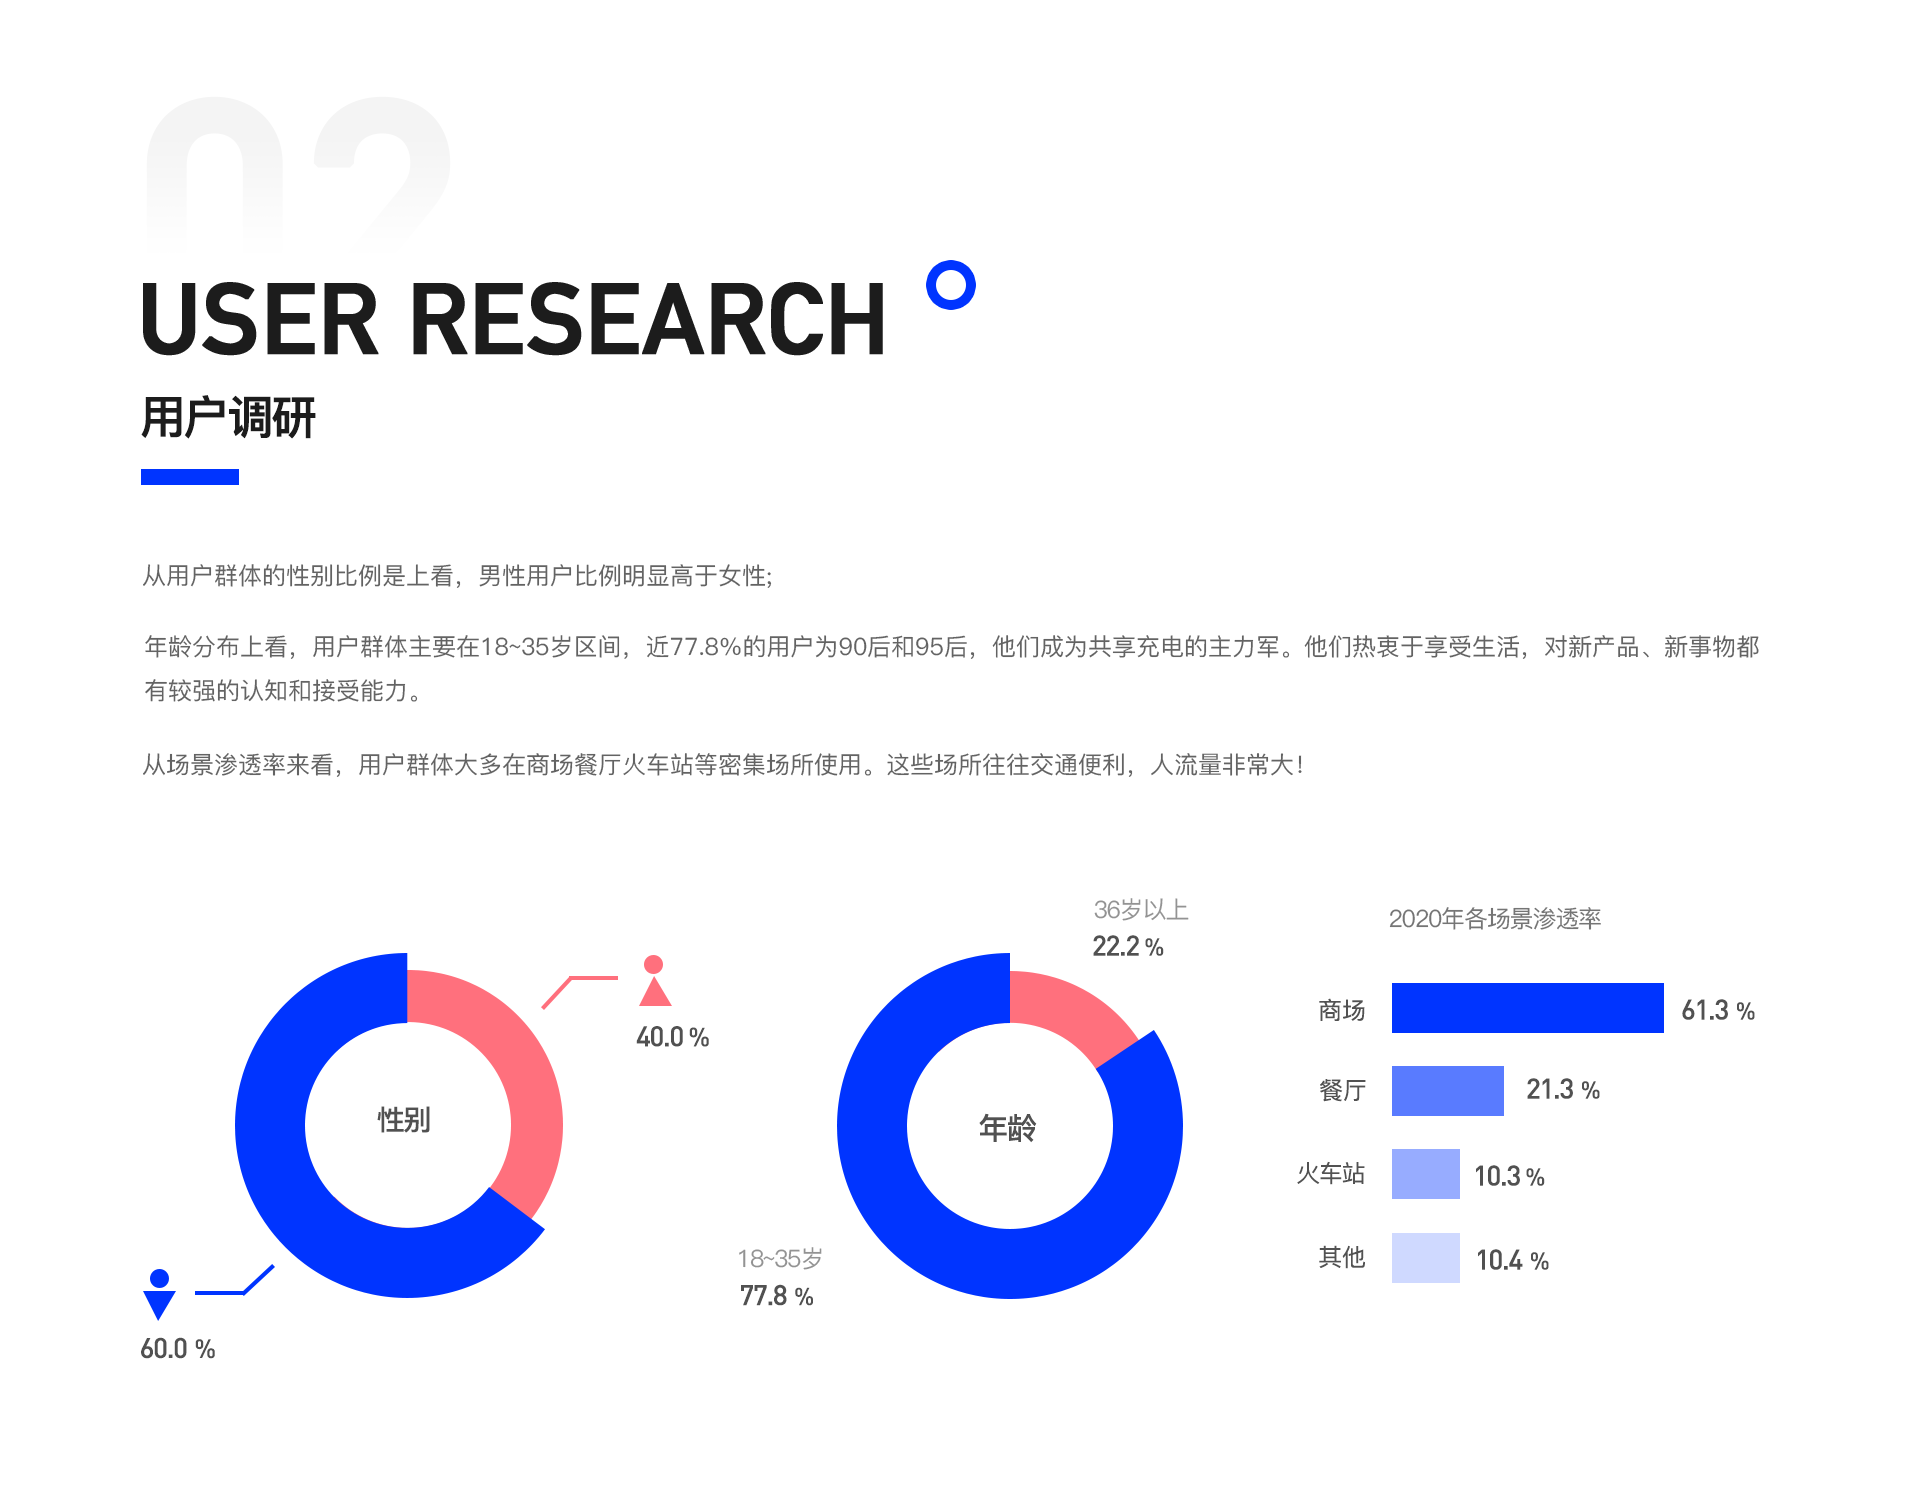 02
USER RESEARCH
用户调研
从用户群体的性别比例是上看，男性用户比例明显高于女性;
年龄分布上看，用户群体主要在18~35岁区间，近77.8%的用户为90后和95后，他们成为共享充电的主力军。他们热衷于享受生活，对新产品、新事物都
有较强的认知和接受能力。
从场景渗透率来看，用户群体大多在商场餐厅火车站等密集场所使用。这些场所往往交通便利，人流量非常大！
性别
40.0 %
60.0 %
36岁以上
22.2 %
年龄
18~35岁
77.8 %
2020年各场景渗透率
商场 61.3 %
餐厅 21.3 %
火车站 10.3 %
其他 10.4 %